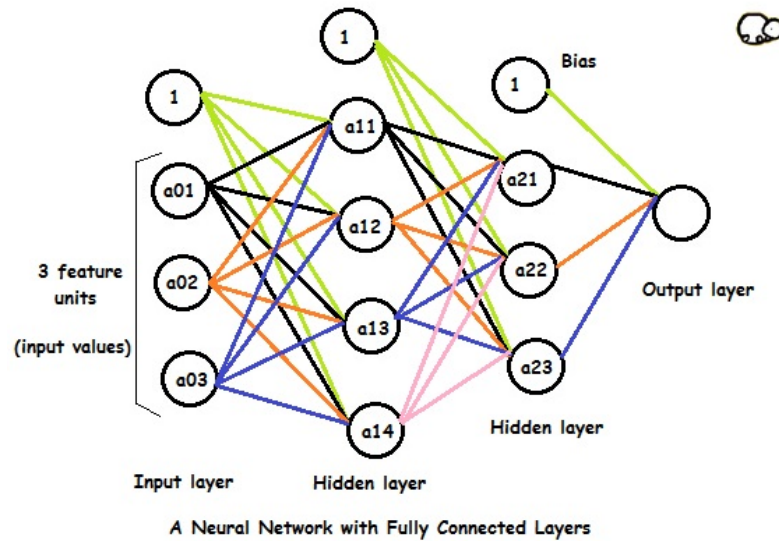 1
1
1
Bias
a01
a02
a03
a11
a12
a13
a14
a21
a22
a23
3 feature
units
(input values)
Output layer
Hidden layer
Input layer
Hidden layer
A Neural Network with Fully Connected Layers